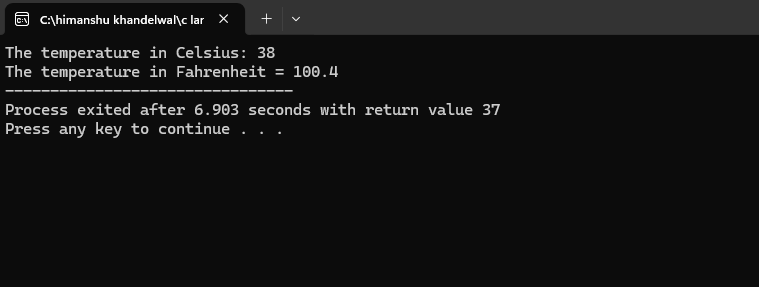 C:\himanshu khandelwal\c lar
The temperature in Celsius: 38
The temperature in Fahrenheit = 100.4
--------------------------------
Process exited after 6.903 seconds with return value 37
Press any key to continue . . .